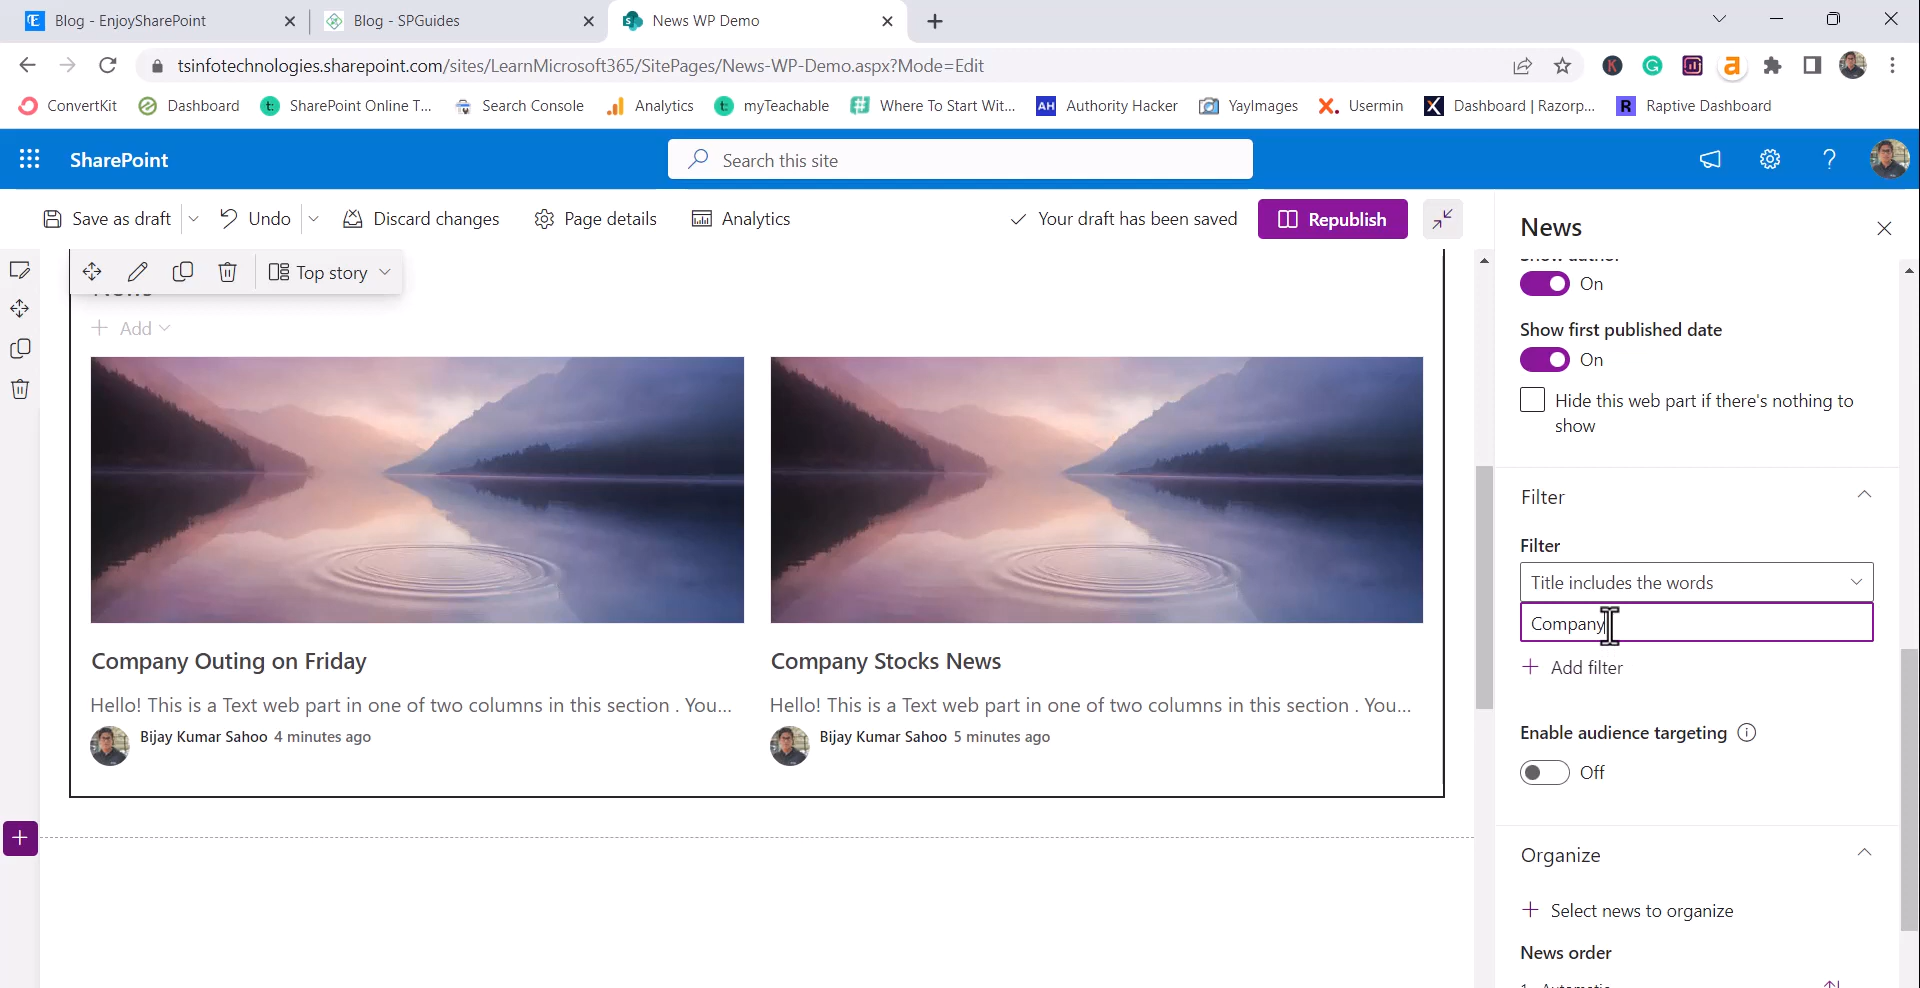 Blog - EnjoySharePoint
Blog - SPGuides
News WP Demo
tsinfotechnologies.sharepoint.com/sites/LearnMicrosoft365/SitePages/News-WP-Demo.aspx?Mode=Edit
ConvertKit
Dashboard
SharePoint Online T...
Search Console
Analytics
myTeachable
Where To Start Wit...
AH Authority Hacker
YayImages
Usermin
Dashboard | Razorp...
R Raptive Dashboard
SharePoint
Search this site
Save as draft
Undo
Discard changes
Page details
Analytics
Your draft has been saved
Republish
Top story
News
Add
Company Outing on Friday
Hello! This is a Text web part in one of two columns in this section . You...
Bijay Kumar Sahoo 4 minutes ago
Company Stocks News
Hello! This is a Text web part in one of two columns in this section . You...
Bijay Kumar Sahoo 5 minutes ago
News
Show author
On
Show first published date
On
Hide this web part if there's nothing to
show
Filter
Filter
Title includes the words
Company
Add filter
Enable audience targeting
Off
Organize
Select news to organize
News order
1 Automatic